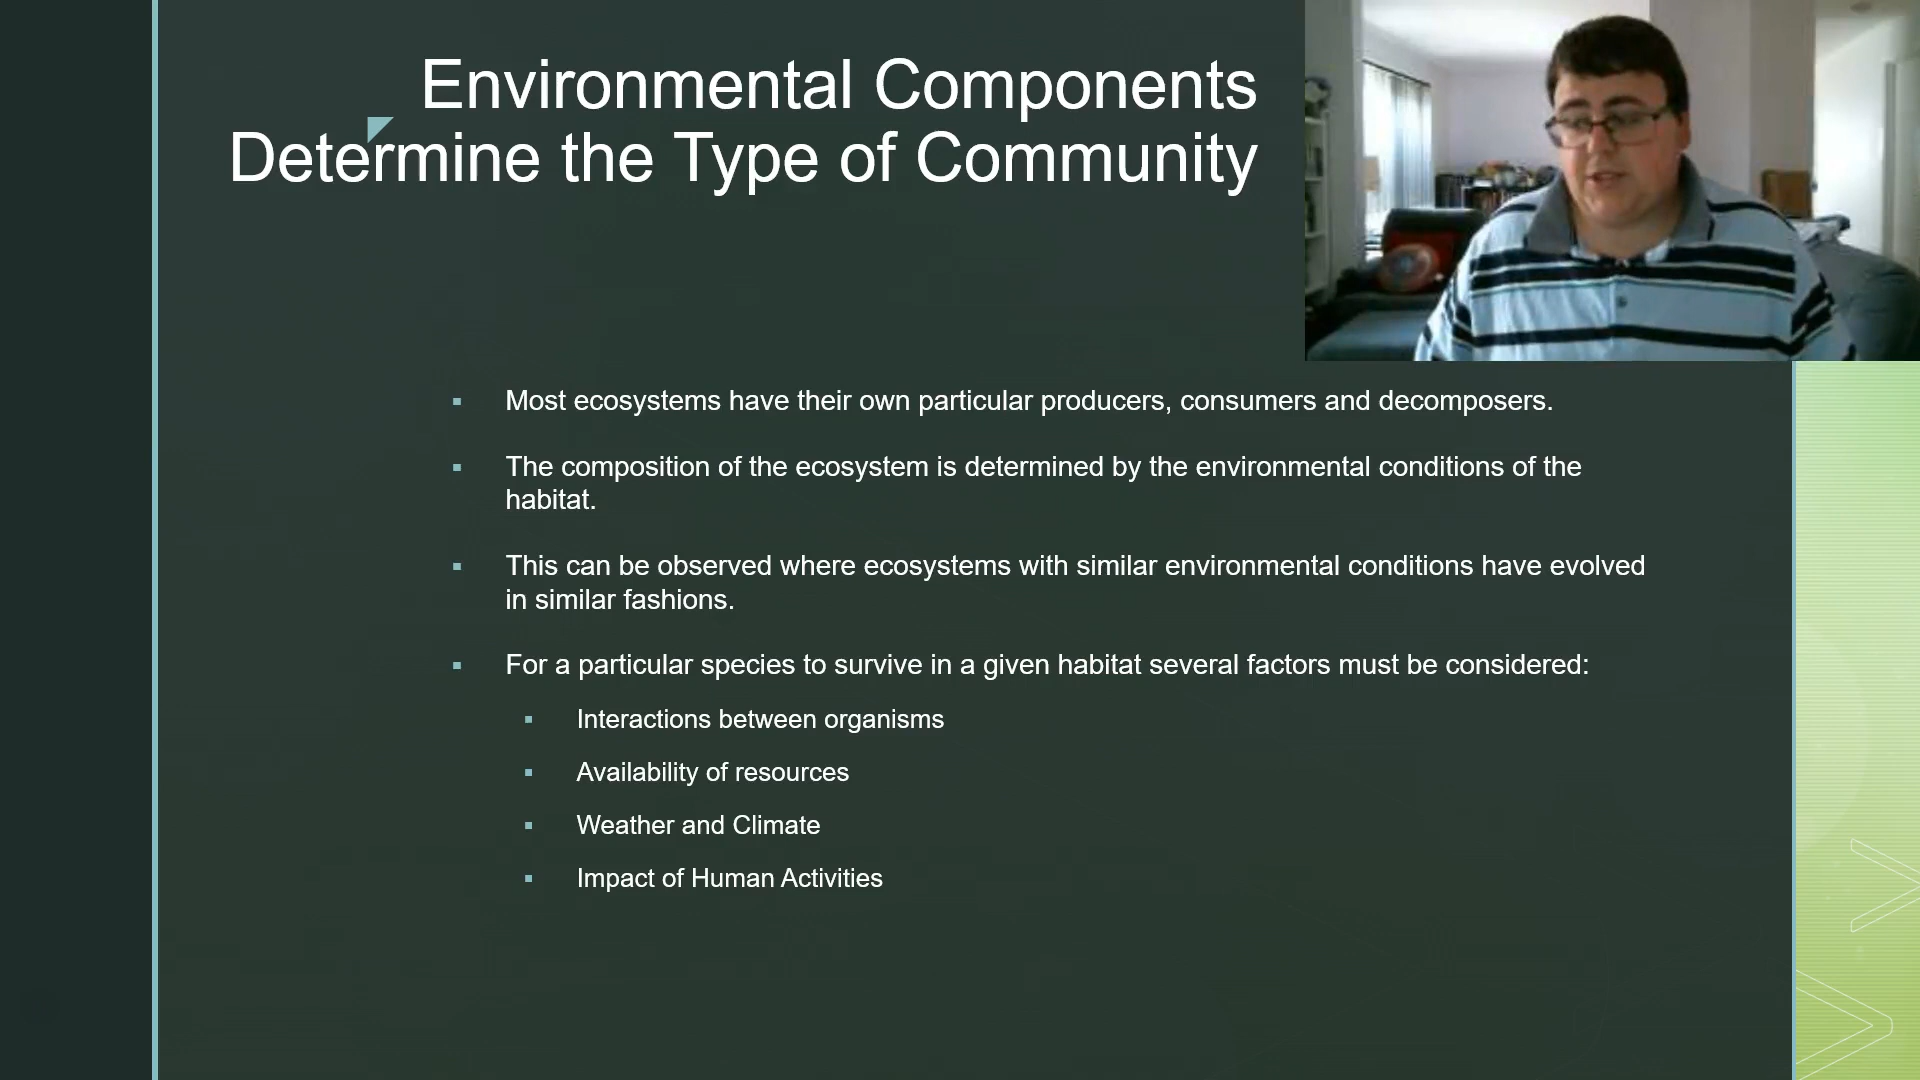 Environmental Components
Determine the Type of Community
Most ecosystems have their own particular producers, consumers and decomposers.
The composition of the ecosystem is determined by the environmental conditions of the
habitat.
This can be observed where ecosystems with similar environmental conditions have evolved
in similar fashions.
For a particular species to survive in a given habitat several factors must be considered:
Interactions between organisms
Availability of resources
Weather and Climate
Impact of Human Activities